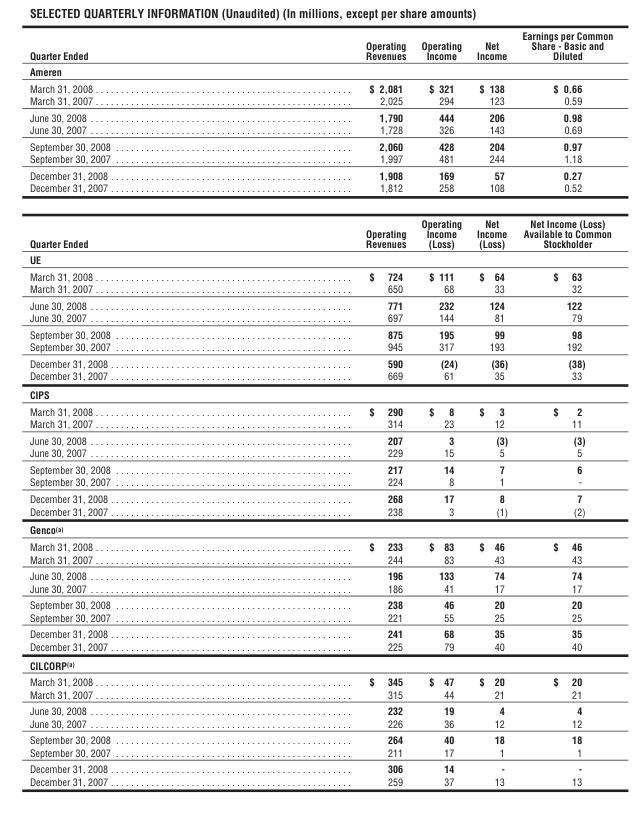 SELECTED QUARTERLY INFORMATION (Unaudited) (In millions, except per share amounts)
Quarter Ended Operating Revenues Operating Income Net Income Earnings per Common Share - Basic and Diluted
Ameren
March 31, 2008 $ 2,081 $ 321 $ 138 $ 0.66
March 31, 2007 2,025 294 123 0.59
June 30, 2008 1,790 444 206 0.98
June 30, 2007 1,728 326 143 0.69
September 30, 2008 2,060 428 204 0.97
September 30, 2007 1,997 481 244 1.18
December 31, 2008 1,908 169 57 0.27
December 31, 2007 1,812 258 108 0.52
Quarter Ended Operating Revenues Operating Income (Loss) Net Income (Loss) Net Income (Loss) Available to Common Stockholder
UE
March 31, 2008 $ 724 $ 111 $ 64 $ 63
March 31, 2007 650 68 33 32
June 30, 2008 771 232 124 122
June 30, 2007 697 144 81 79
September 30, 2008 875 195 99 98
September 30, 2007 945 317 193 192
December 31, 2008 590 (24) (36) (38)
December 31, 2007 669 61 35 33
CIPS
March 31, 2008 $ 290 $ 8 $ 3 $ 2
March 31, 2007 314 23 12 11
June 30, 2008 207 3 (3) (3)
June 30, 2007 229 15 5 5
September 30, 2008 217 14 7 6
September 30, 2007 224 8 1 -
December 31, 2008 268 17 8 7
December 31, 2007 238 3 (1) (2)
Genco(a)
March 31, 2008 $ 233 $ 83 $ 46 $ 46
March 31, 2007 244 83 43 43
June 30, 2008 196 133 74 74
June 30, 2007 186 41 17 17
September 30, 2008 238 46 20 20
September 30, 2007 221 55 25 25
December 31, 2008 241 68 35 35
December 31, 2007 225 79 40 40
CILCORP(a)
March 31, 2008 $ 345 $ 47 $ 20 $ 20
March 31, 2007 315 44 21 21
June 30, 2008 232 19 4 4
June 30, 2007 226 36 12 12
September 30, 2008 264 40 18 18
September 30, 2007 211 17 1 1
December 31, 2008 306 14 - -
December 31, 2007 259 37 13 13